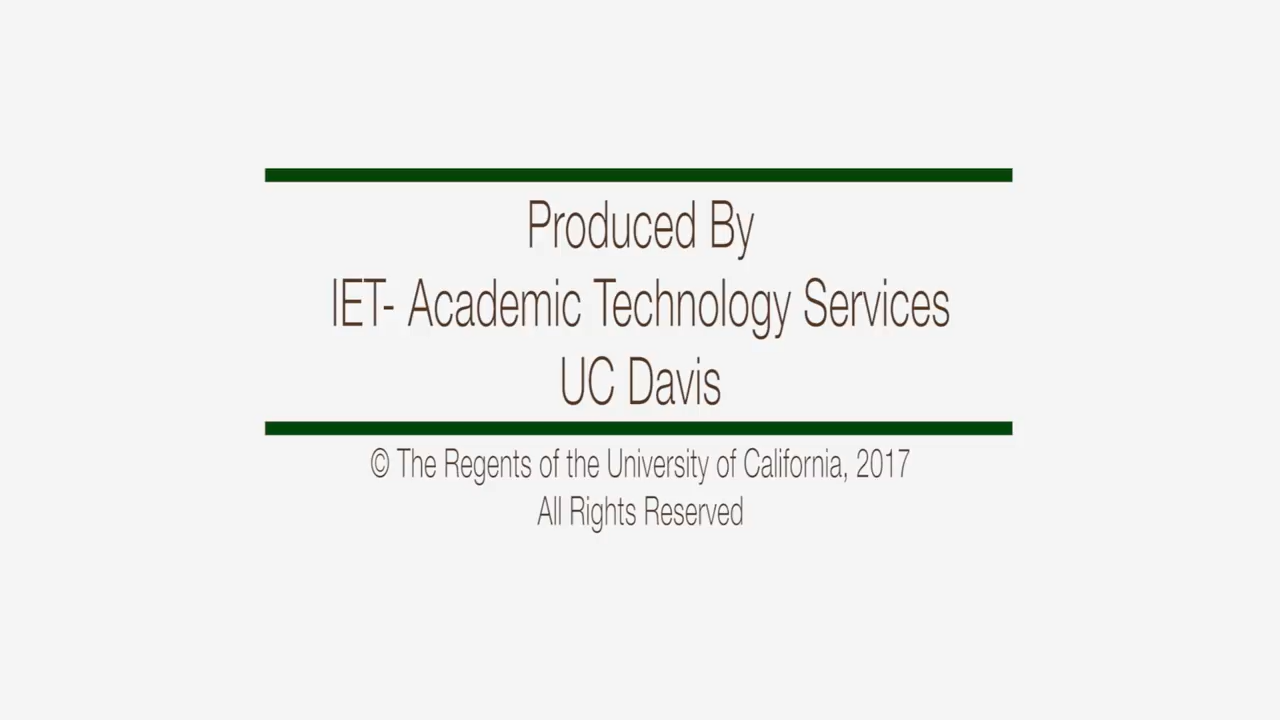 Produced By
IET- Academic Technology Services
UC Davis
© The Regents of the University of California, 2017
All Rights Reserved